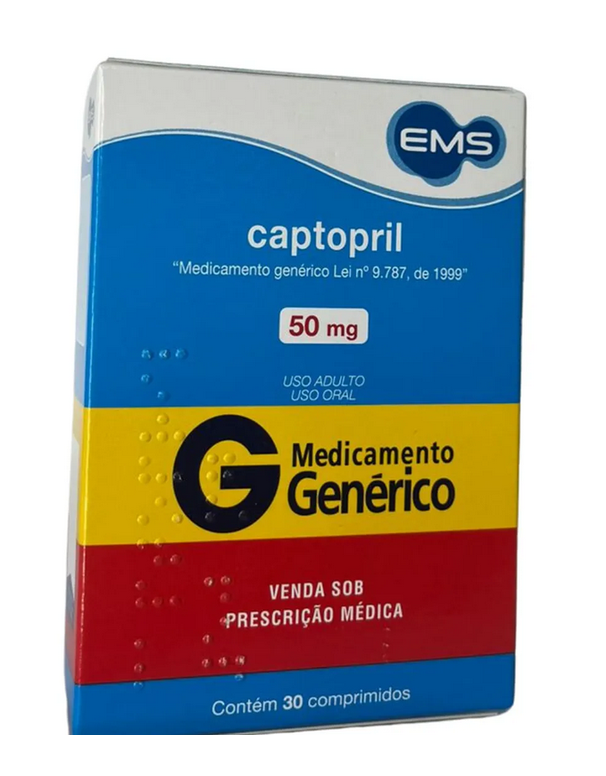 EMS
captopril
“Medicamento genérico Lei nº 9.787, de 1999”
50 mg
USO ADULTO
USO ORAL
G Medicamento
Genérico
VENDA SOB
PRESCRIÇÃO MÉDICA
Contém 30 comprimidos